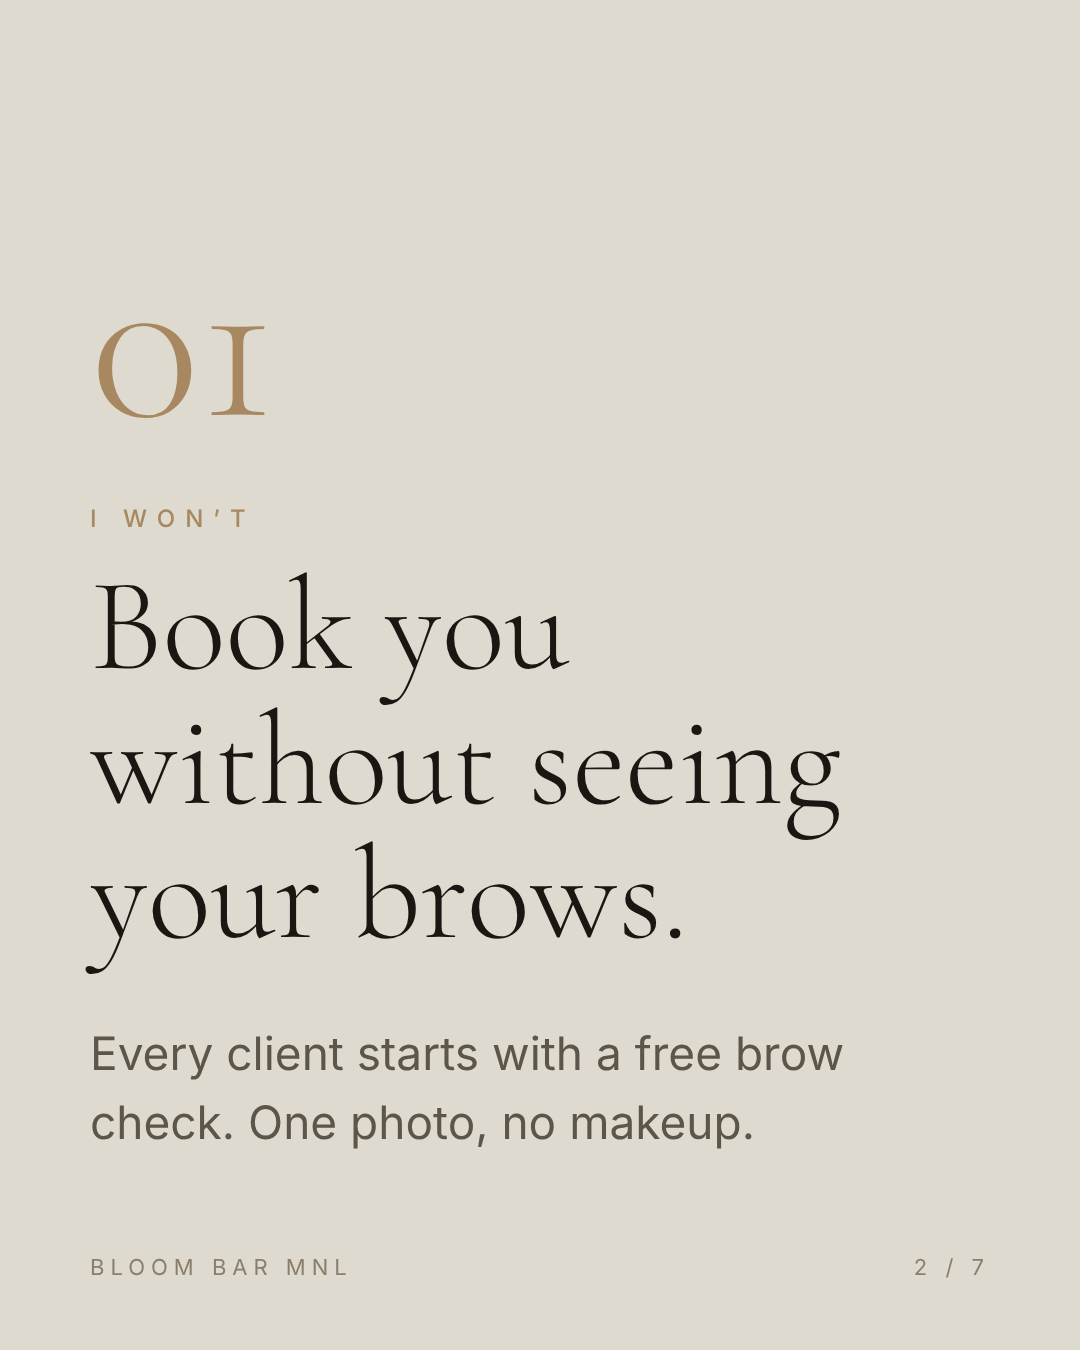 01
I WON’T
Book you
without seeing
your brows.
Every client starts with a free brow
check. One photo, no makeup.
BLOOM BAR MNL
2 / 7